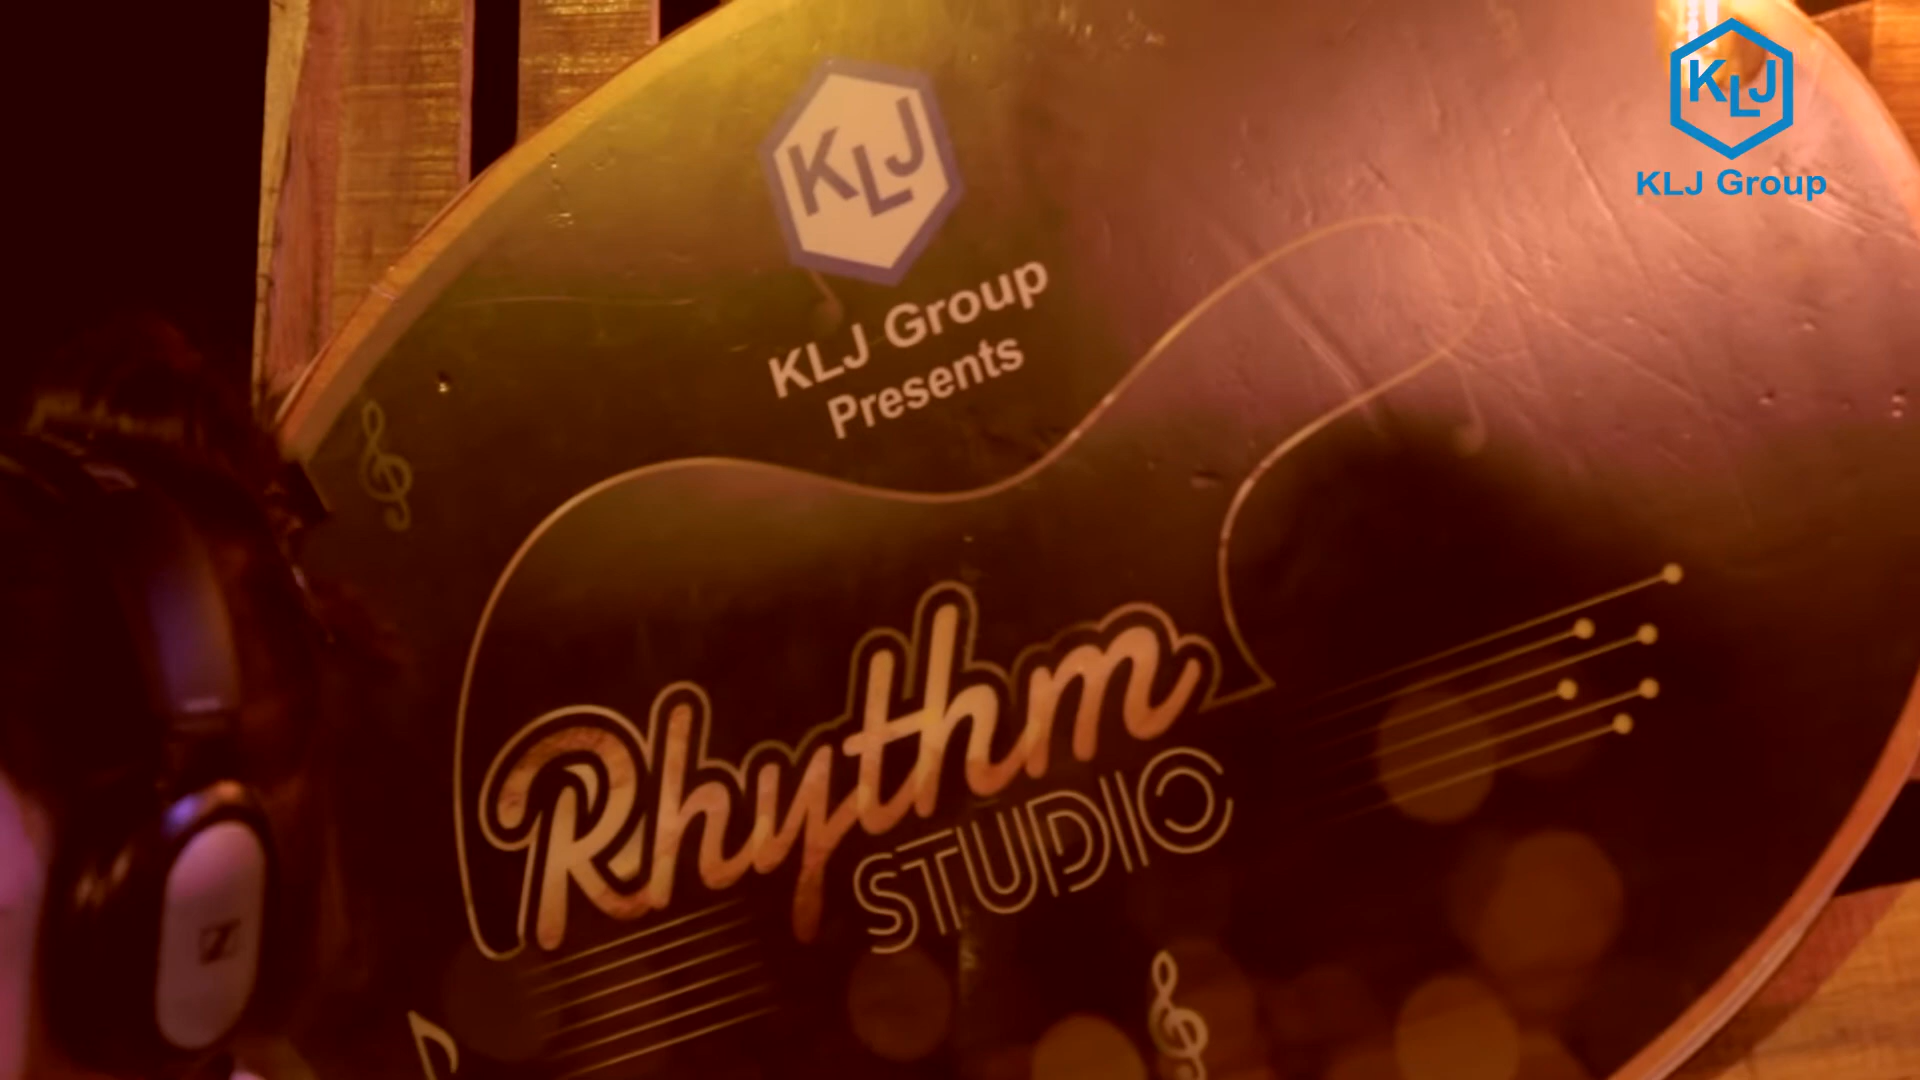 KLJ
KLJ Group
KLJ
KLJ Group
Presents
Rhythm
STUDIO